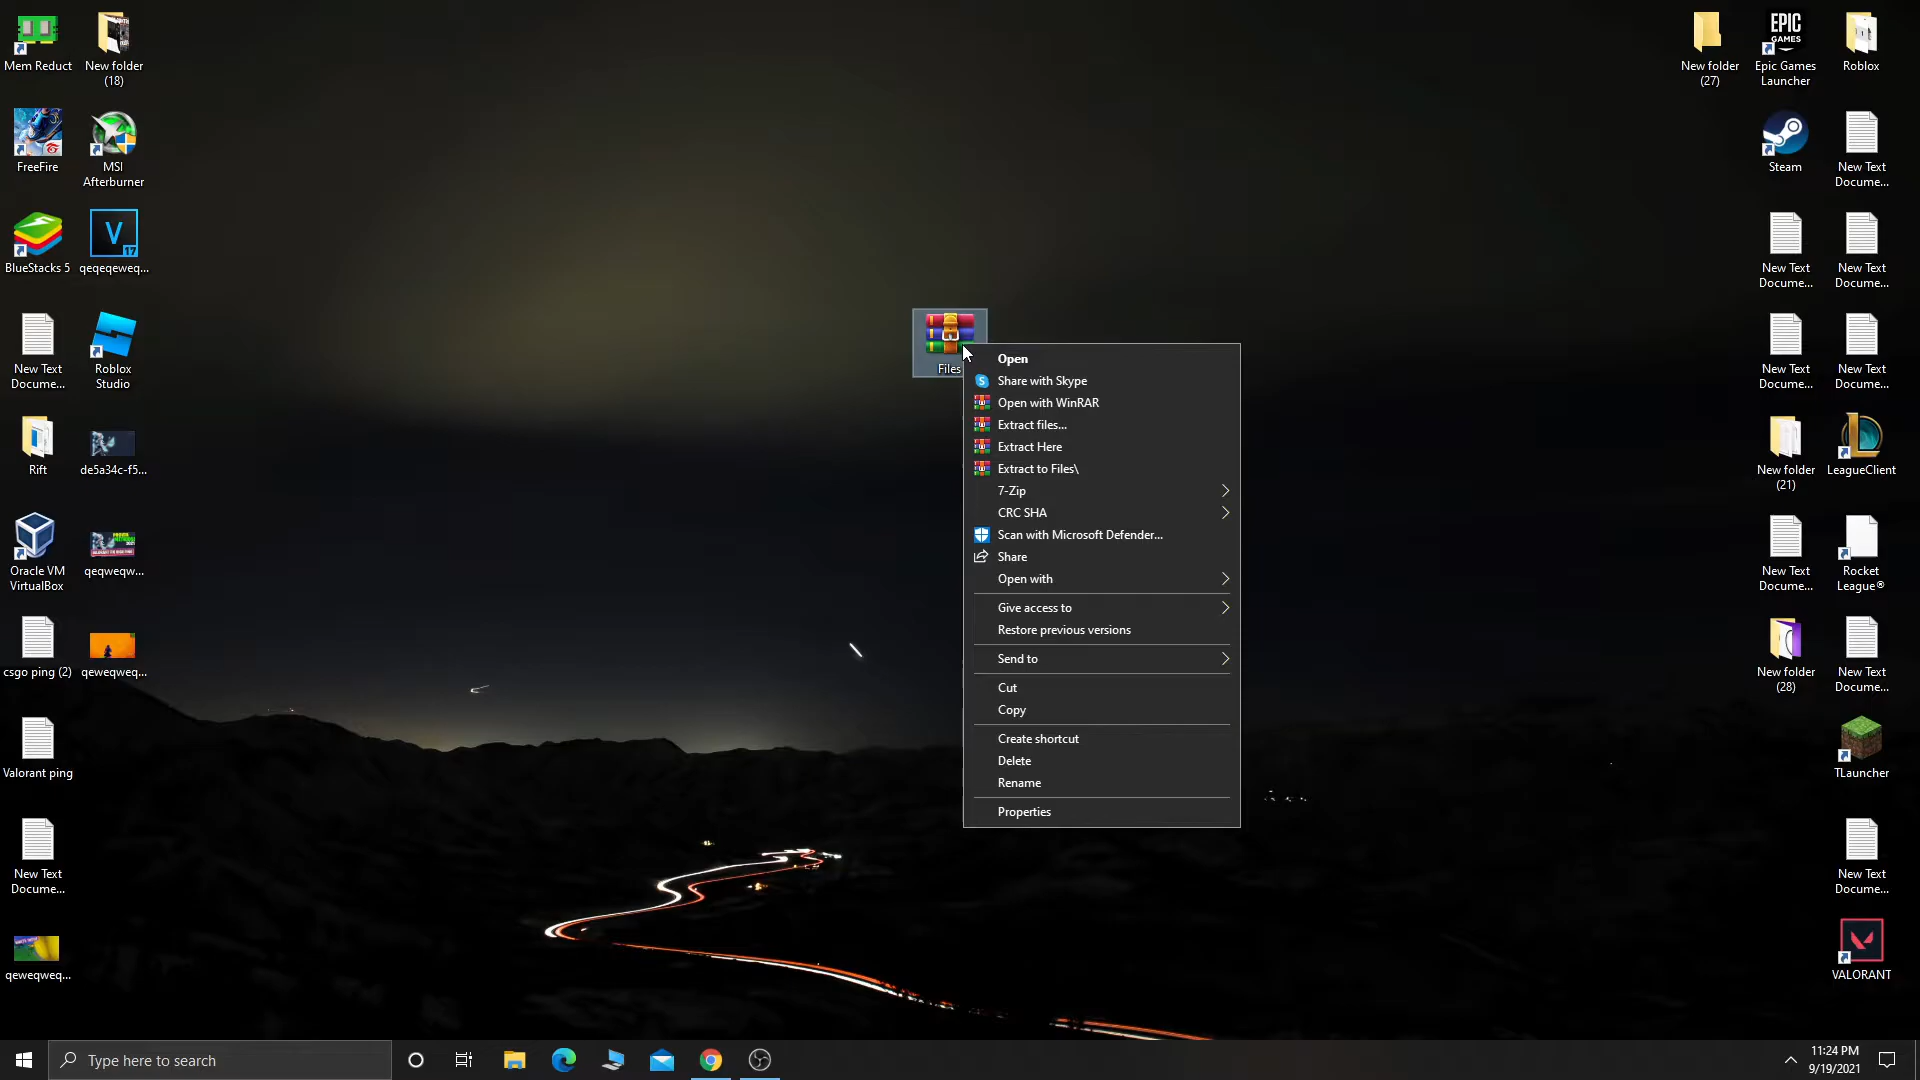 Mem Reduct
New folder
(18)
FreeFire
MSI
Afterburner
BlueStacks 5
V
17
qeqeqeweq...
New Text
Docume...
Roblox
Studio
Rift
de5a34c-f5...
Oracle VM
VirtualBox
qeqweqw...
csgo ping (2)
qeweqweq...
Valorant ping
New Text
Docume...
qeweqweq...
Files
Open
Share with Skype
Open with WinRAR
Extract files...
Extract Here
Extract to Files\
7-Zip
CRC SHA
Scan with Microsoft Defender...
Share
Open with
Give access to
Restore previous versions
Send to
Cut
Copy
Create shortcut
Delete
Rename
Properties
New folder
(27)
EPIC
GAMES
Epic Games
Launcher
Roblox
Steam
New Text
Docume...
New Text
Docume...
New Text
Docume...
New Text
Docume...
New Text
Docume...
New folder
(21)
LeagueClient
New Text
Docume...
Rocket
League®
New folder
(28)
New Text
Docume...
TLauncher
New Text
Docume...
VALORANT
Type here to search
11:24 PM
9/19/2021